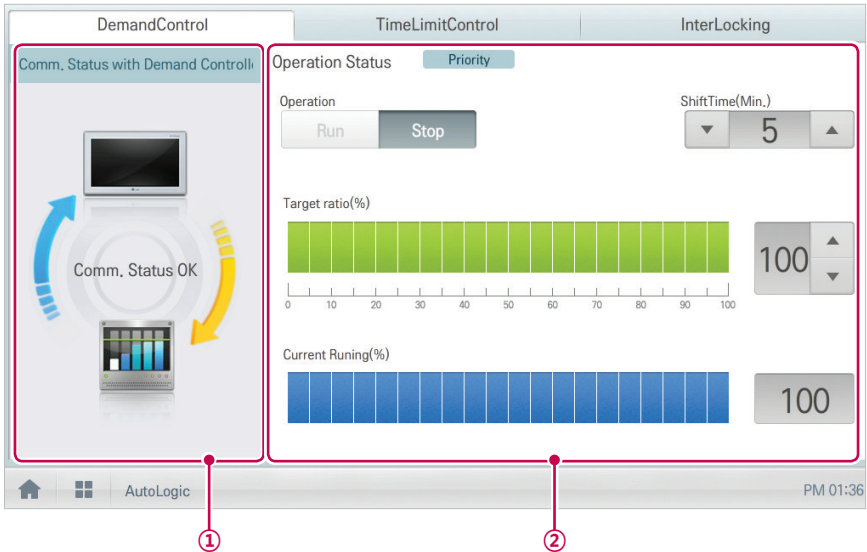 DemandControl
TimeLimitControl
InterLocking
Comm. Status with Demand Controll
Operation Status
Priority
Operation
ShiftTime(Min.)
Run
Stop
5
Target ratio(%)
100
Comm. Status OK
0 10 20 30 40 50 60 70 80 90 100
Current Runing(%)
100
AutoLogic
PM 01:36
① ②